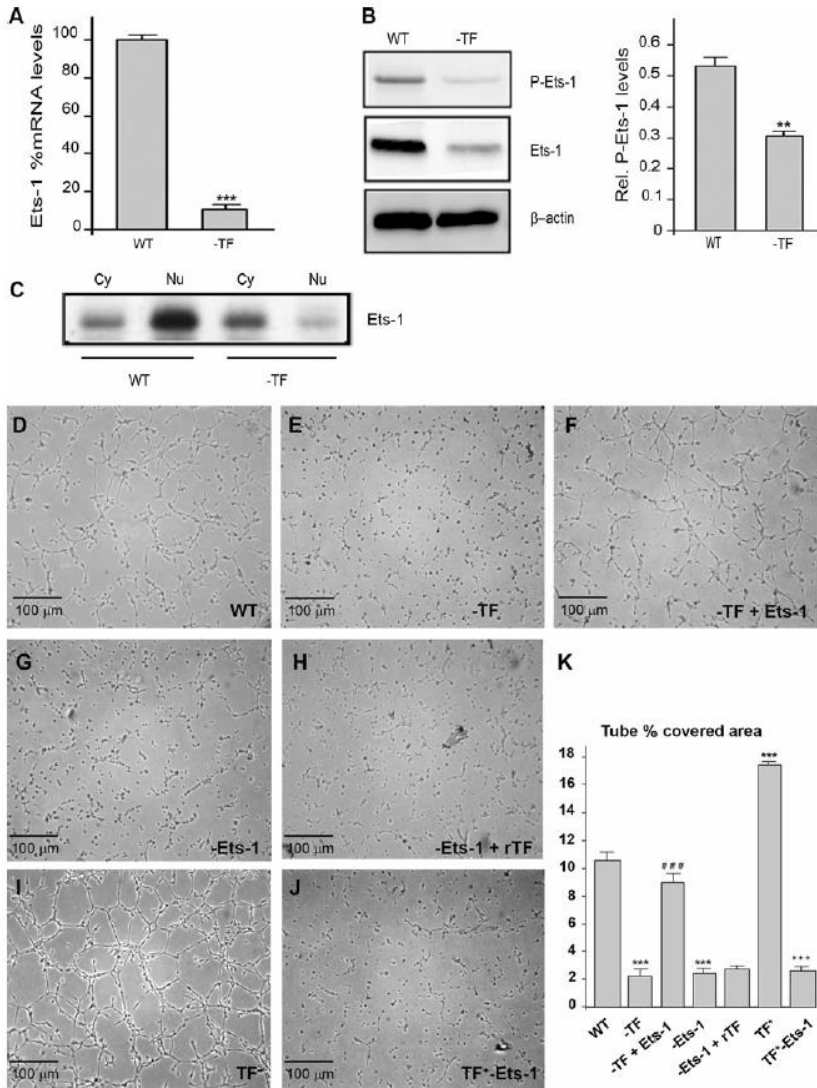 A
Ets-1 %mRNA levels
100
80
60
40
20
10
0
***
WT
-TF
B
WT
-TF
P-Ets-1
Ets-1
β–actin
Rel. P-Ets-1 levels
0.6
0.5
0.4
0.3
0.2
0.1
0
**
WT
-TF
C
Cy
Nu
Cy
Nu
Ets-1
WT
-TF
D
100 µm
WT
E
100 µm
-TF
F
100 µm
-TF + Ets-1
G
100 µm
-Ets-1
H
100 µm
-Ets-1 + rTF
I
100 µm
TF⁺
J
100 µm
TF⁺-Ets-1
K
Tube % covered area
18
16
14
12
10
8
6
4
2
0
***
###
***
***
+++
WT
-TF
-TF + Ets-1
-Ets-1
-Ets-1 + rTF
TF⁺
TF⁺-Ets-1